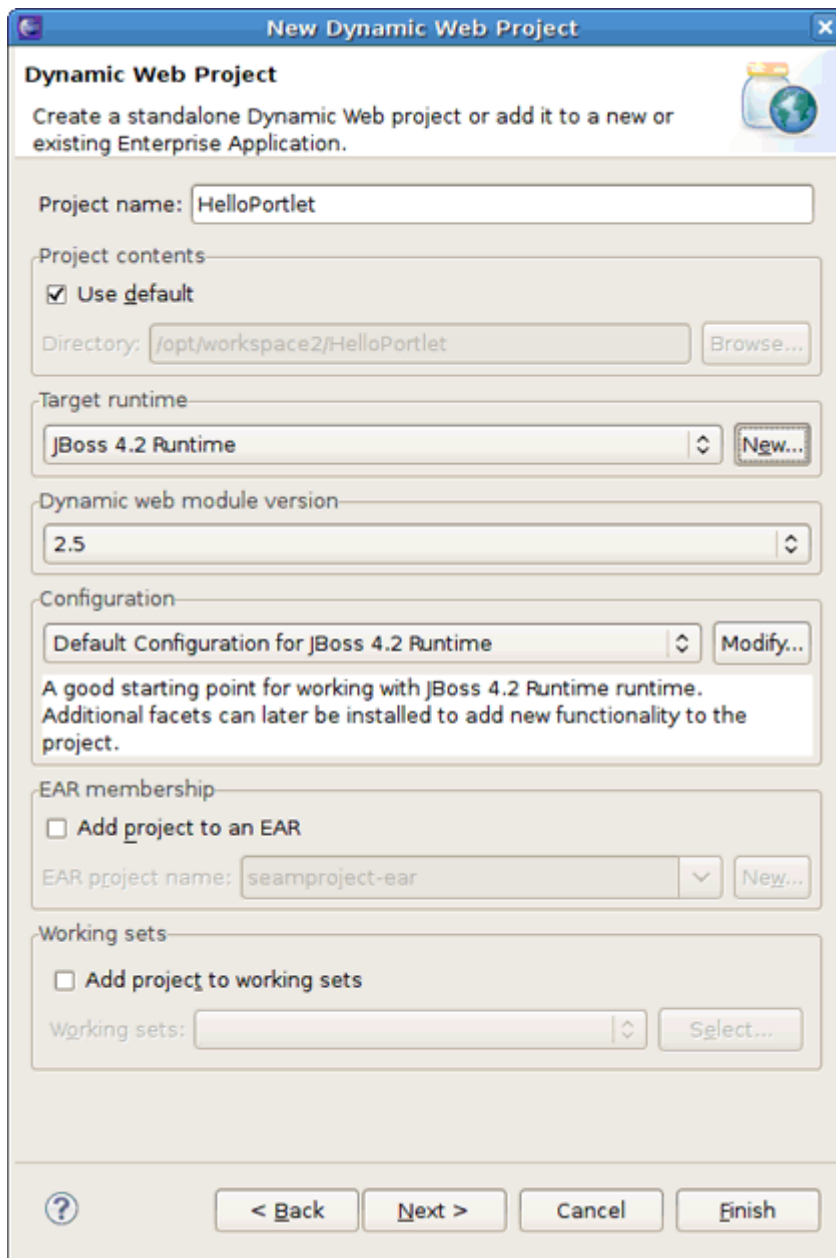 New Dynamic Web Project
Dynamic Web Project
Create a standalone Dynamic Web project or add it to a new or
existing Enterprise Application.
Project name: HelloPortlet
Project contents
Use default
Directory: /opt/workspace2/HelloPortlet Browse...
Target runtime
JBoss 4.2 Runtime New...
Dynamic web module version
2.5
Configuration
Default Configuration for JBoss 4.2 Runtime Modify...
A good starting point for working with JBoss 4.2 Runtime runtime.
Additional facets can later be installed to add new functionality to the
project.
EAR membership
Add project to an EAR
EAR project name: seamproject-ear New...
Working sets
Add project to working sets
Working sets: Select...
? < Back Next > Cancel Finish